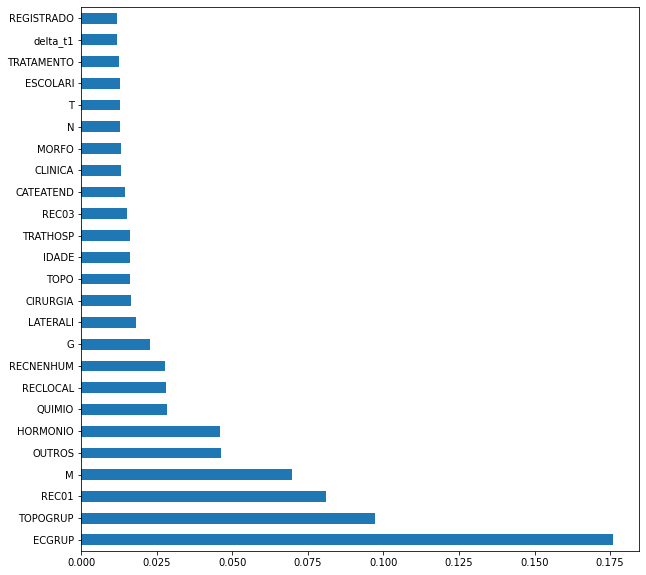 REGISTRADO
delta_t1
TRATAMENTO
ESCOLARI
T
N
MORFO
CLINICA
CATEATEND
REC03
TRATHOSP
IDADE
TOPO
CIRURGIA
LATERALI
G
RECNENHUM
RECLOCAL
QUIMIO
HORMONIO
OUTROS
M
REC01
TOPOGRUP
ECGRUP
0.000 0.025 0.050 0.075 0.100 0.125 0.150 0.175